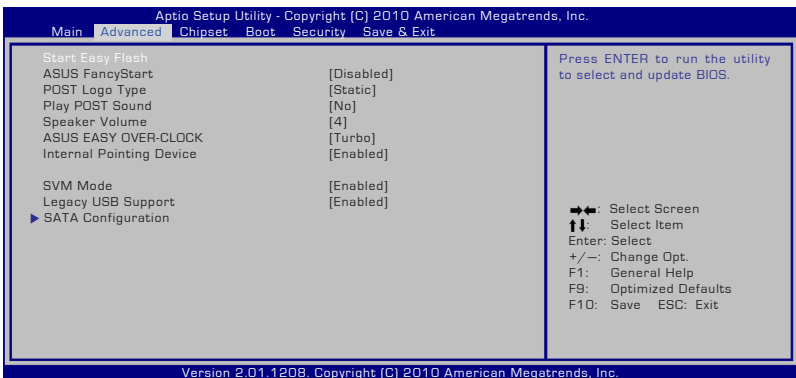 Aptio Setup Utility - Copyright (C) 2010 American Megatrends, Inc.
Main Advanced Chipset Boot Security Save & Exit
Start Easy Flash
ASUS FancyStart [Disabled]
POST Logo Type [Static]
Play POST Sound [No]
Speaker Volume [4]
ASUS EASY OVER-CLOCK [Turbo]
Internal Pointing Device [Enabled]
SVM Mode [Enabled]
Legacy USB Support [Enabled]
SATA Configuration
Press ENTER to run the utility
to select and update BIOS.
→←: Select Screen
↑↓: Select Item
Enter: Select
+/—: Change Opt.
F1: General Help
F9: Optimized Defaults
F10: Save ESC: Exit
Version 2.01.1208. Copyright (C) 2010 American Megatrends, Inc.